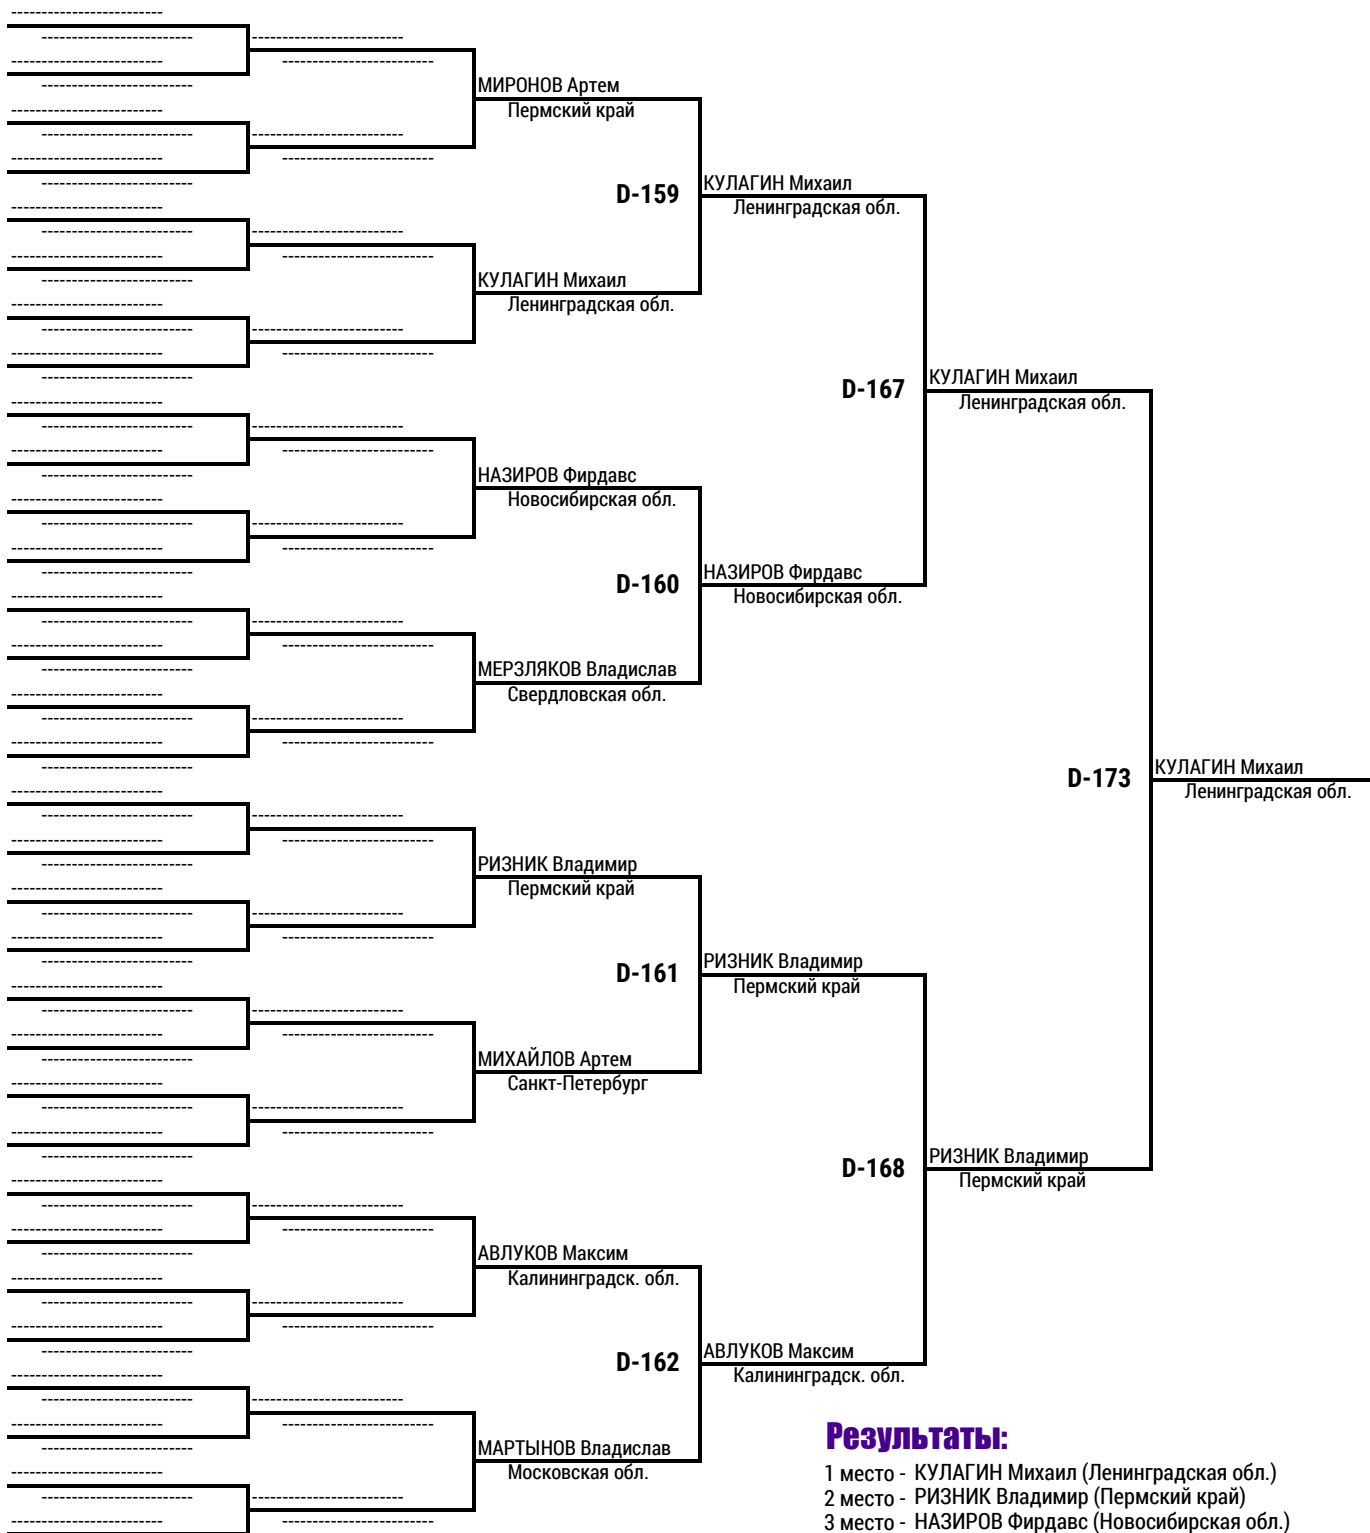 МИРОНОВ Артем
Пермский край
D-159
КУЛАГИН Михаил
Ленинградская обл.
КУЛАГИН Михаил
Ленинградская обл.
D-167
КУЛАГИН Михаил
Ленинградская обл.
НАЗИРОВ Фирдавс
Новосибирская обл.
D-160
НАЗИРОВ Фирдавс
Новосибирская обл.
МЕРЗЛЯКОВ Владислав
Свердловская обл.
D-173
КУЛАГИН Михаил
Ленинградская обл.
РИЗНИК Владимир
Пермский край
D-161
РИЗНИК Владимир
Пермский край
МИХАЙЛОВ Артем
Санкт-Петербург
D-168
РИЗНИК Владимир
Пермский край
АВЛУКОВ Максим
Калининградск. обл.
D-162
АВЛУКОВ Максим
Калининградск. обл.
МАРТЫНОВ Владислав
Московская обл.
Результаты:
1 место - КУЛАГИН Михаил (Ленинградская обл.)
2 место - РИЗНИК Владимир (Пермский край)
3 место - НАЗИРОВ Фирдавс (Новосибирская обл.)